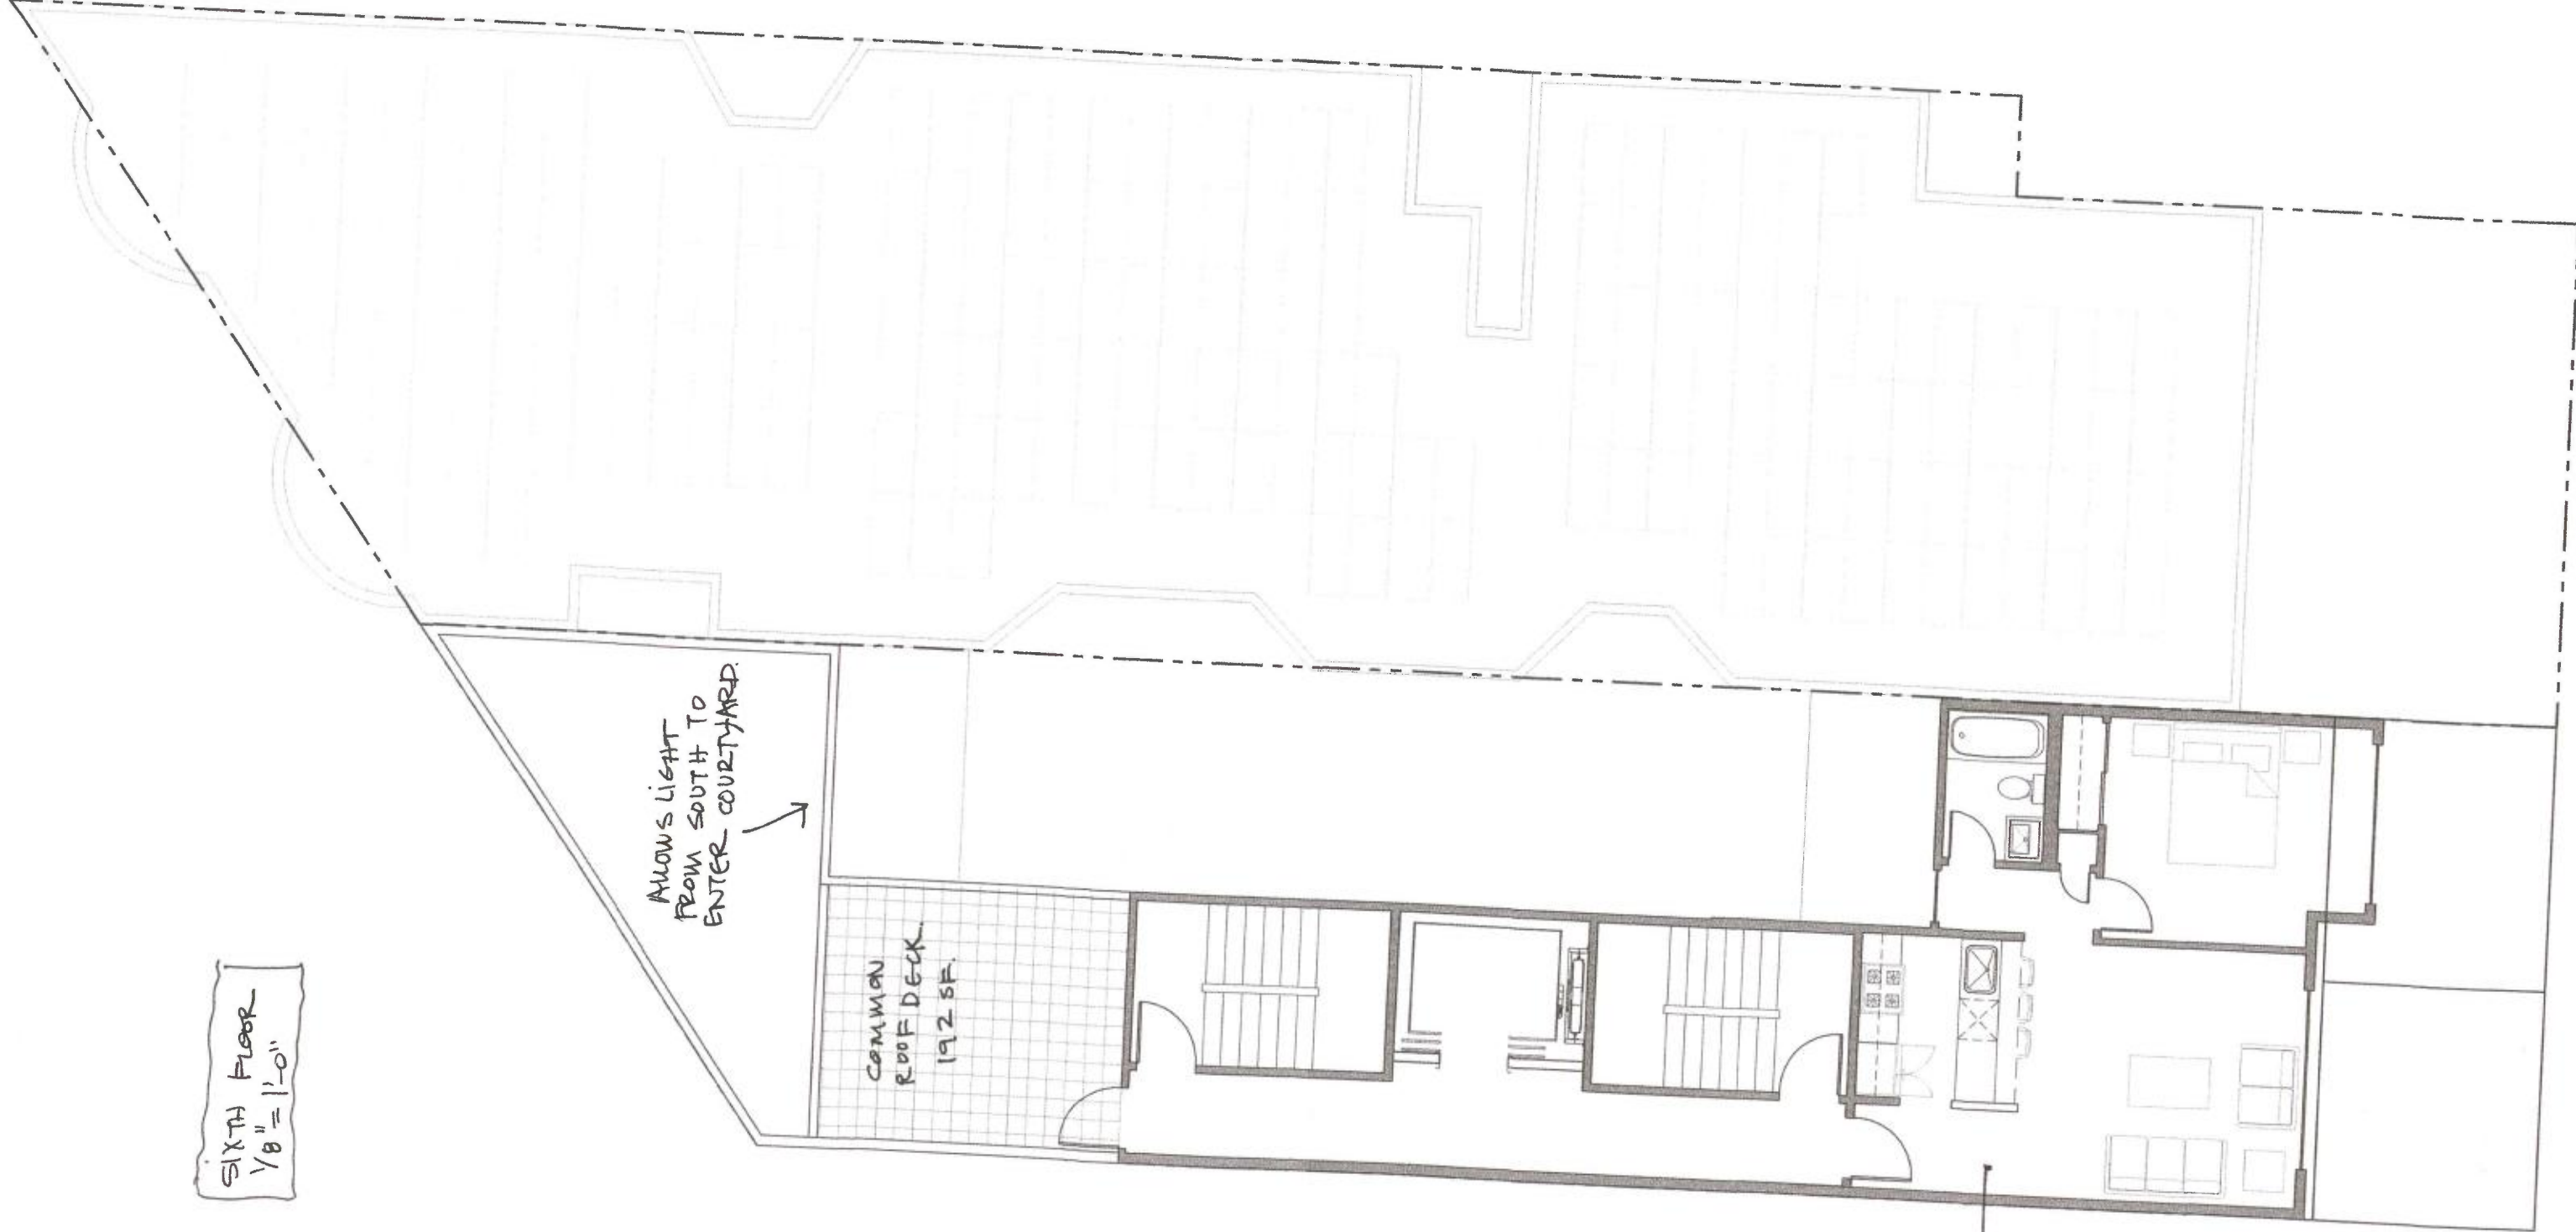 SIXTH FLOOR
1/8" = 1'-0"
ALLOWS LIGHT
FROM SOUTH TO
ENTER COURTYARD.
COMMON
ROOF DECK.
192 SF.